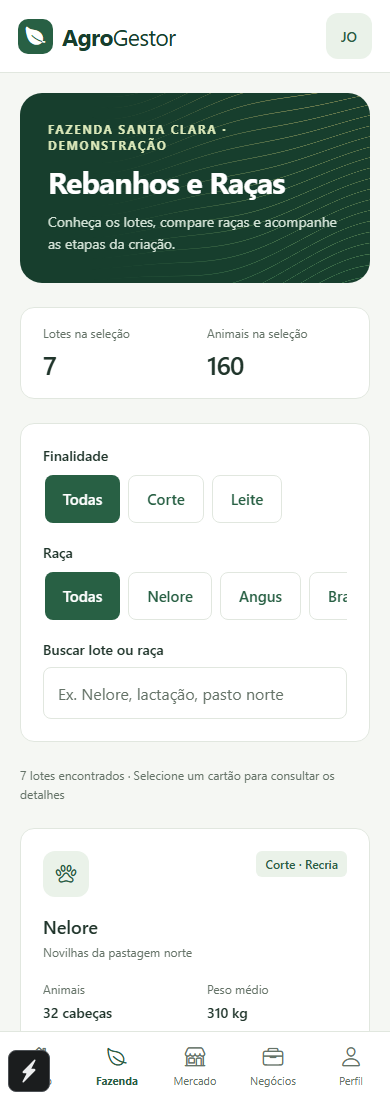 AgroGestor
JO
FAZENDA SANTA CLARA ·
DEMONSTRAÇÃO
Rebanhos e Raças
Conheça os lotes, compare raças e acompanhe
as etapas da criação.
Lotes na seleção
Animais na seleção
7
160
Finalidade
Todas
Corte
Leite
Raça
Todas
Nelore
Angus
Bra
Buscar lote ou raça
Ex. Nelore, lactação, pasto norte
7 lotes encontrados · Selecione um cartão para consultar os
detalhes
Corte · Recria
Nelore
Novilhas da pastagem norte
Animais
Peso médio
32 cabeças
310 kg
Fazenda
Mercado
Negócios
Perfil